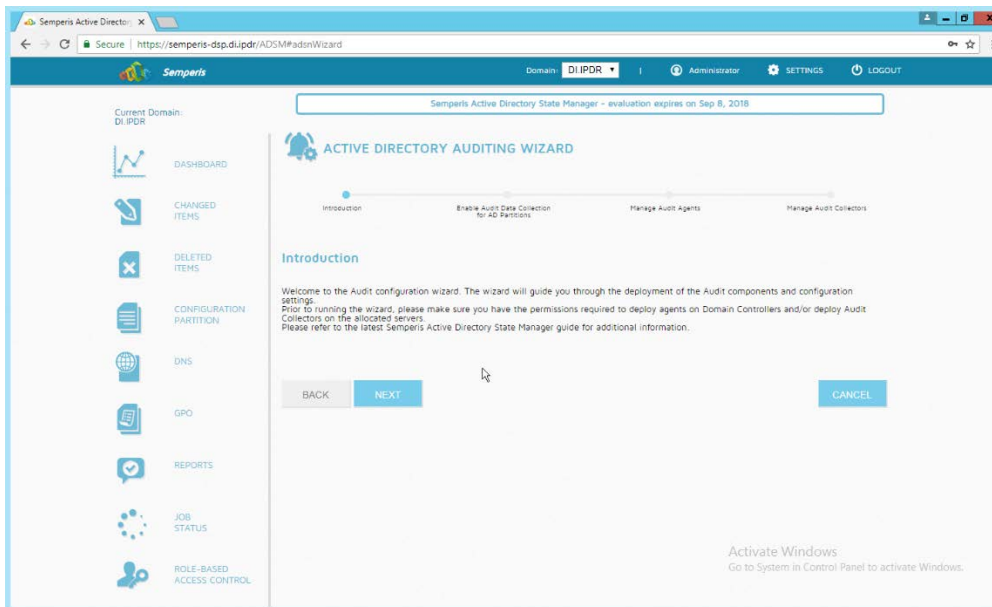 Semperis Active Director
Secure | https://semperis-dsp.di.ipdr/ADSM#adsnWizard
Semperis
Domain: DI.IPDR
|
Administrator
SETTINGS
LOGOUT
Current Domain:
DI.IPDR
Semperis Active Directory State Manager - evaluation expires on Sep 8, 2018
ACTIVE DIRECTORY AUDITING WIZARD
Introduction
Enable Audit Data Collection
for AD Partitions
Manage Audit Agents
Manage Audit Collectors
DASHBOARD
CHANGED
ITEMS
DELETED
ITEMS
CONFIGURATION
PARTITION
DNS
GPO
REPORTS
JOB
STATUS
ROLE-BASED
ACCESS CONTROL
Introduction
Welcome to the Audit configuration wizard. The wizard will guide you through the deployment of the Audit components and configuration
settings.
Prior to running the wizard, please make sure you have the permissions required to deploy agents on Domain Controllers and/or deploy Audit
Collectors on the allocated servers.
Please refer to the latest Semperis Active Directory State Manager guide for additional information.
BACK
NEXT
CANCEL
Activate Windows
Go to System in Control Panel to activate Windows.